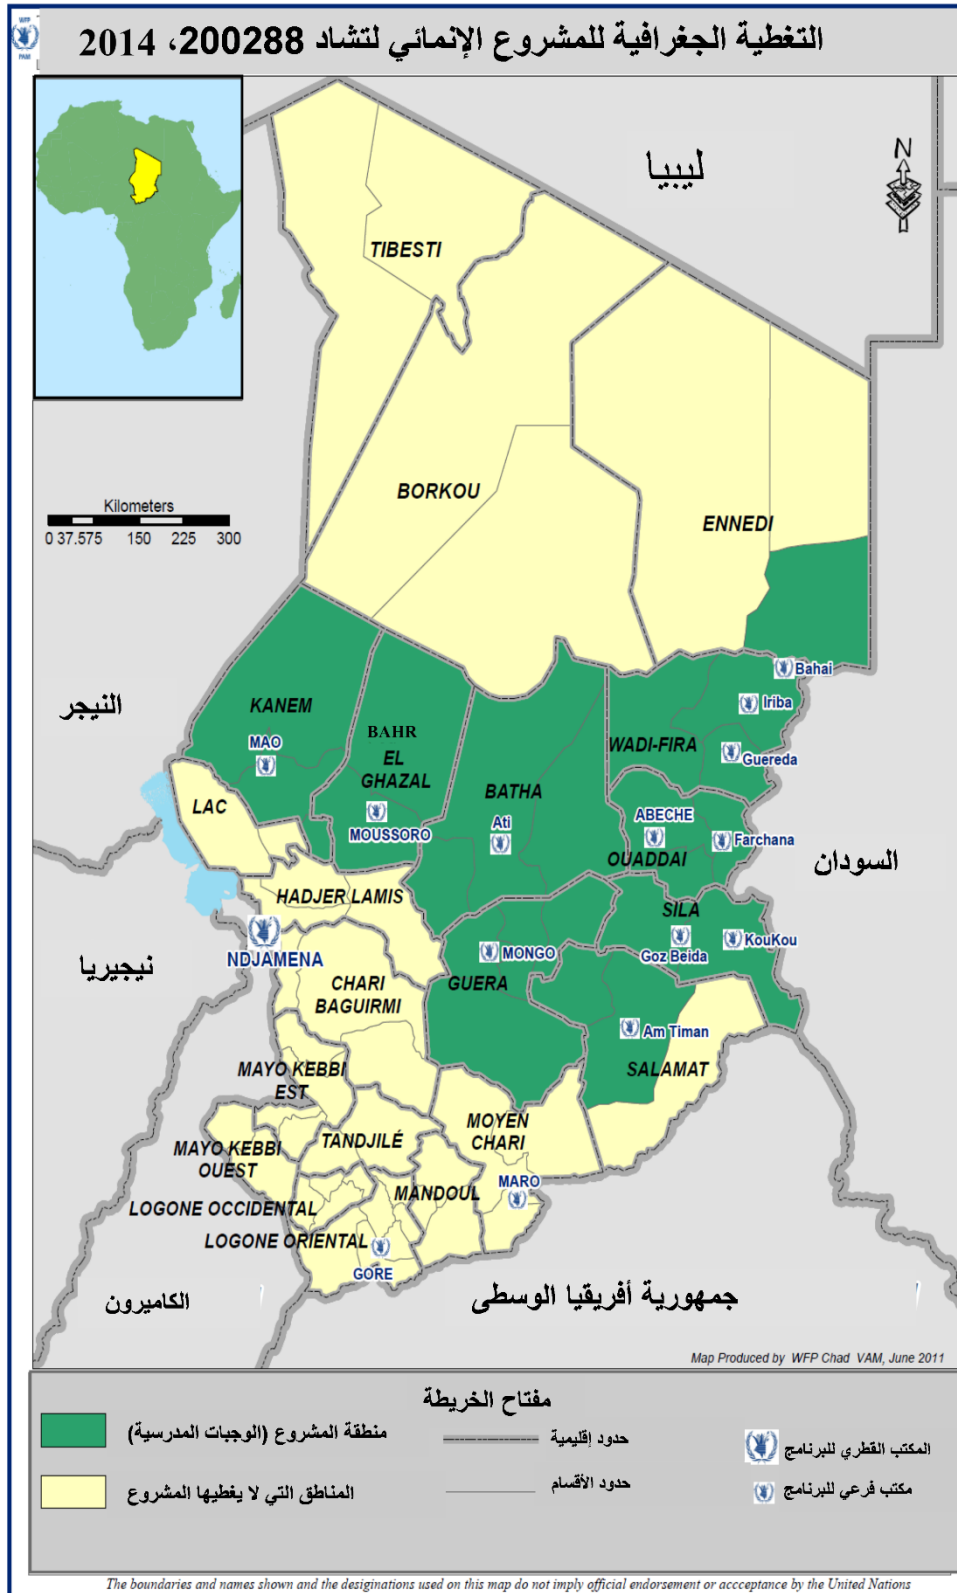 WFP
PAM
التغطية الجغرافية للمشروع الإنمائي لتشاد 200288، 2014
ليبيا
N
TIBESTI
BORKOU
ENNEDI
Kilometers
0 37.575 150 225 300
النيجر
KANEM
MAO
BAHR
EL
GHAZAL
MOUSSORO
BATHA
Ati
WADI-FIRA
Bahai
Iriba
Guereda
ABECHE
Farchana
OUADDAI
السودان
LAC
HADJER LAMIS
NDJAMENA
نيجيريا
CHARI
BAGUIRMI
MONGO
GUERA
SILA
Goz Beida
KouKou
Am Timan
SALAMAT
MAYO KEBBI
EST
MAYO KEBBI
OUEST
TANDJILÉ
MOYEN
CHARI
MARO
MANDOUL
LOGONE OCCIDENTAL
LOGONE ORIENTAL
GORE
الكاميرون
جمهورية أفريقيا الوسطى
Map Produced by WFP Chad VAM, June 2011
مفتاح الخريطة
منطقة المشروع (الوجبات المدرسية)
حدود إقليمية
المكتب القطري للبرنامج
المناطق التي لا يغطيها المشروع
حدود الأقسام
مكتب فرعي للبرنامج
The boundaries and names shown and the desiginations used on this map do not imply official endorsement or accceptance by the United Nations